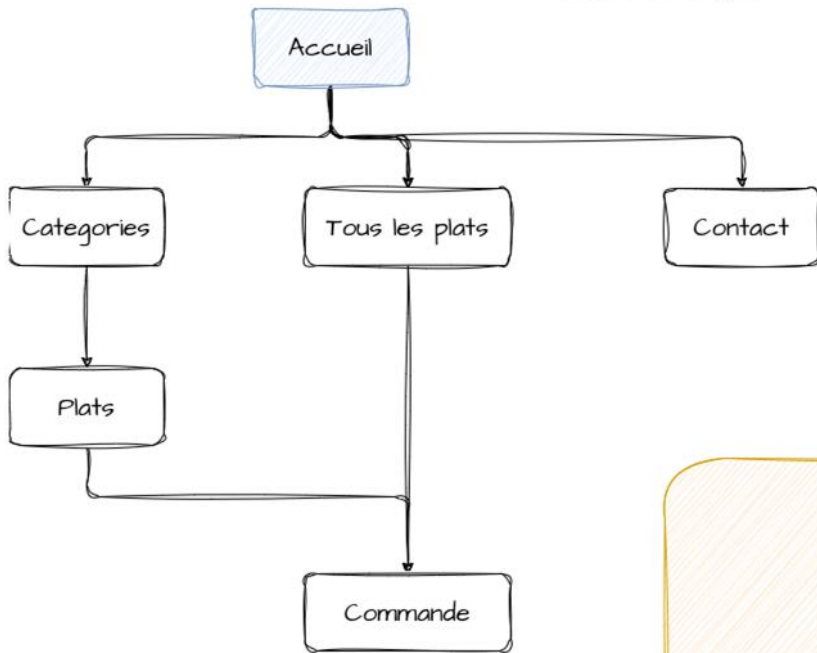 Accueil
Categories
Tous les plats
Contact
Plats
Commande